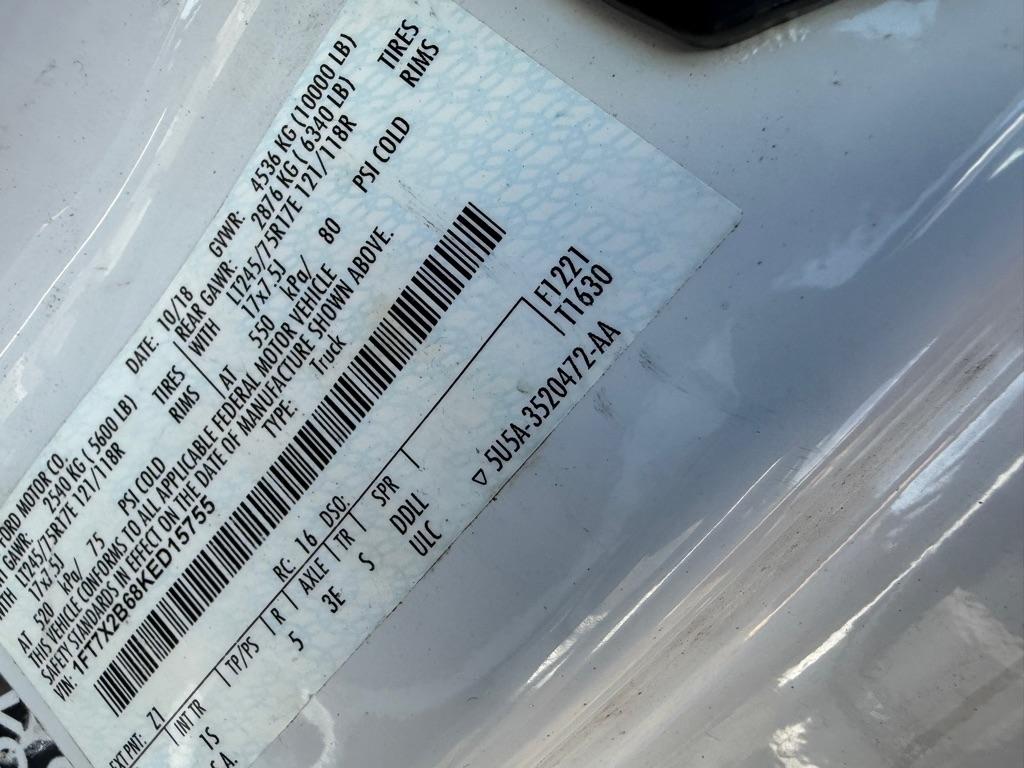 FORD MOTOR CO. DATE: 10/18 GVWR: 4536 KG (10000 LB)
GAWR: 2540 KG ( 5600 LB) REAR GAWR: 2876 KG ( 6340 LB)
WITH LT245/75R17E 121/118R TIRES WITH LT245/75R17E 121/118R TIRES
17x7.5J RIMS 17x7.5J RIMS
AT 520 kPa/ 75 PSI COLD AT 550 kPa/ 80 PSI COLD
THIS VEHICLE CONFORMS TO ALL APPLICABLE FEDERAL MOTOR VEHICLE
SAFETY STANDARDS IN EFFECT ON THE DATE OF MANUFACTURE SHOWN ABOVE.
VIN: 1FT7X2B68KED15755 TYPE: Truck
EXT PNT: Z1 RC: 16 DSO: F1221
INT TR TP/PS R AXLE TR SPR T1630
15 5 3E S DDLL
ULC ▽ 5U5A-3520472-AA